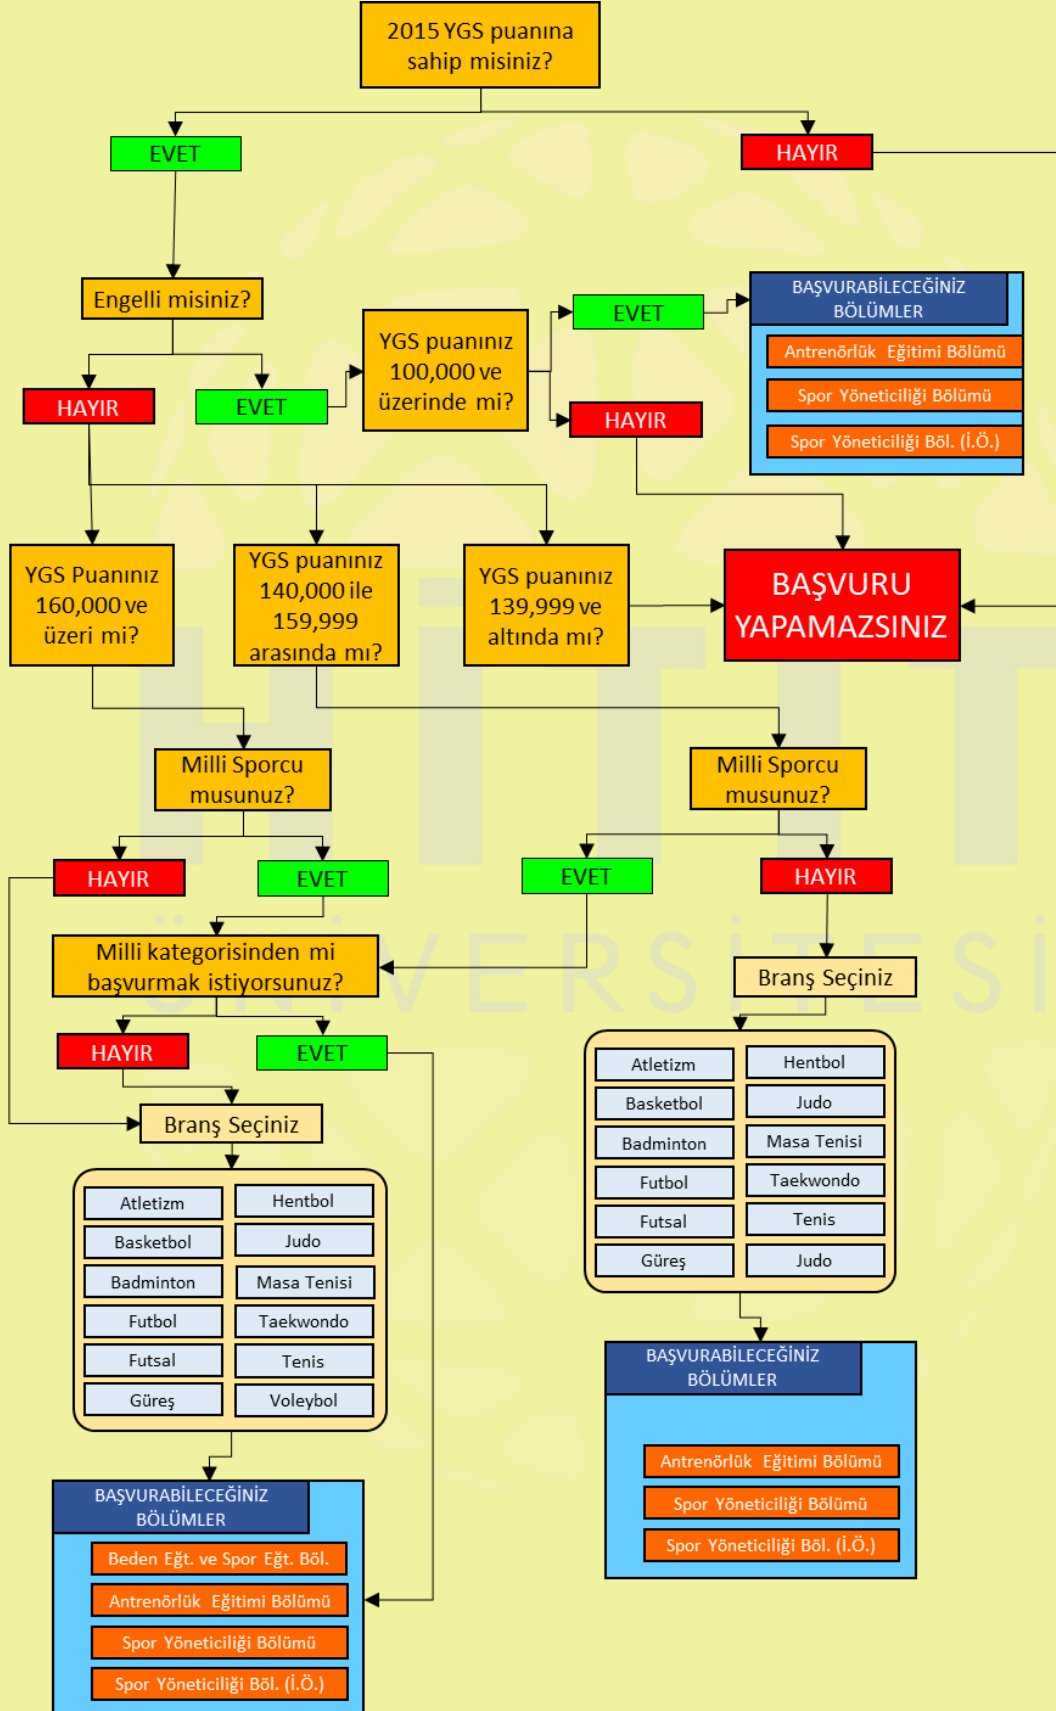 2015 YGS puanına
sahip misiniz?
EVET
HAYIR
Engelli misiniz?
HAYIR
EVET
YGS puanınız
100,000 ve
üzerinde mi?
EVET
HAYIR
BAŞVURABİLECEĞİNİZ
BÖLÜMLER
Antrenörlük Eğitimi Bölümü
Spor Yöneticiliği Bölümü
Spor Yöneticiliği Böl. (İ.Ö.)
YGS Puanınız
160,000 ve
üzeri mi?
YGS puanınız
140,000 ile
159,999
arasında mı?
YGS puanınız
139,999 ve
altında mı?
BAŞVURU
YAPAMAZSINIZ
HİTİT
ÜNİVERSİTESİ
Milli Sporcu
musunuz?
HAYIR
EVET
Milli kategorisinden mi
başvurmak istiyorsunuz?
HAYIR
EVET
Branş Seçiniz
Atletizm
Basketbol
Badminton
Futbol
Futsal
Güreş
Hentbol
Judo
Masa Tenisi
Taekwondo
Tenis
Voleybol
BAŞVURABİLECEĞİNİZ
BÖLÜMLER
Beden Eğt. ve Spor Eğt. Böl.
Antrenörlük Eğitimi Bölümü
Spor Yöneticiliği Bölümü
Spor Yöneticiliği Böl. (İ.Ö.)
Milli Sporcu
musunuz?
EVET
HAYIR
Branş Seçiniz
Atletizm
Basketbol
Badminton
Futbol
Futsal
Güreş
Hentbol
Judo
Masa Tenisi
Taekwondo
Tenis
Judo
BAŞVURABİLECEĞİNİZ
BÖLÜMLER
Antrenörlük Eğitimi Bölümü
Spor Yöneticiliği Bölümü
Spor Yöneticiliği Böl. (İ.Ö.)